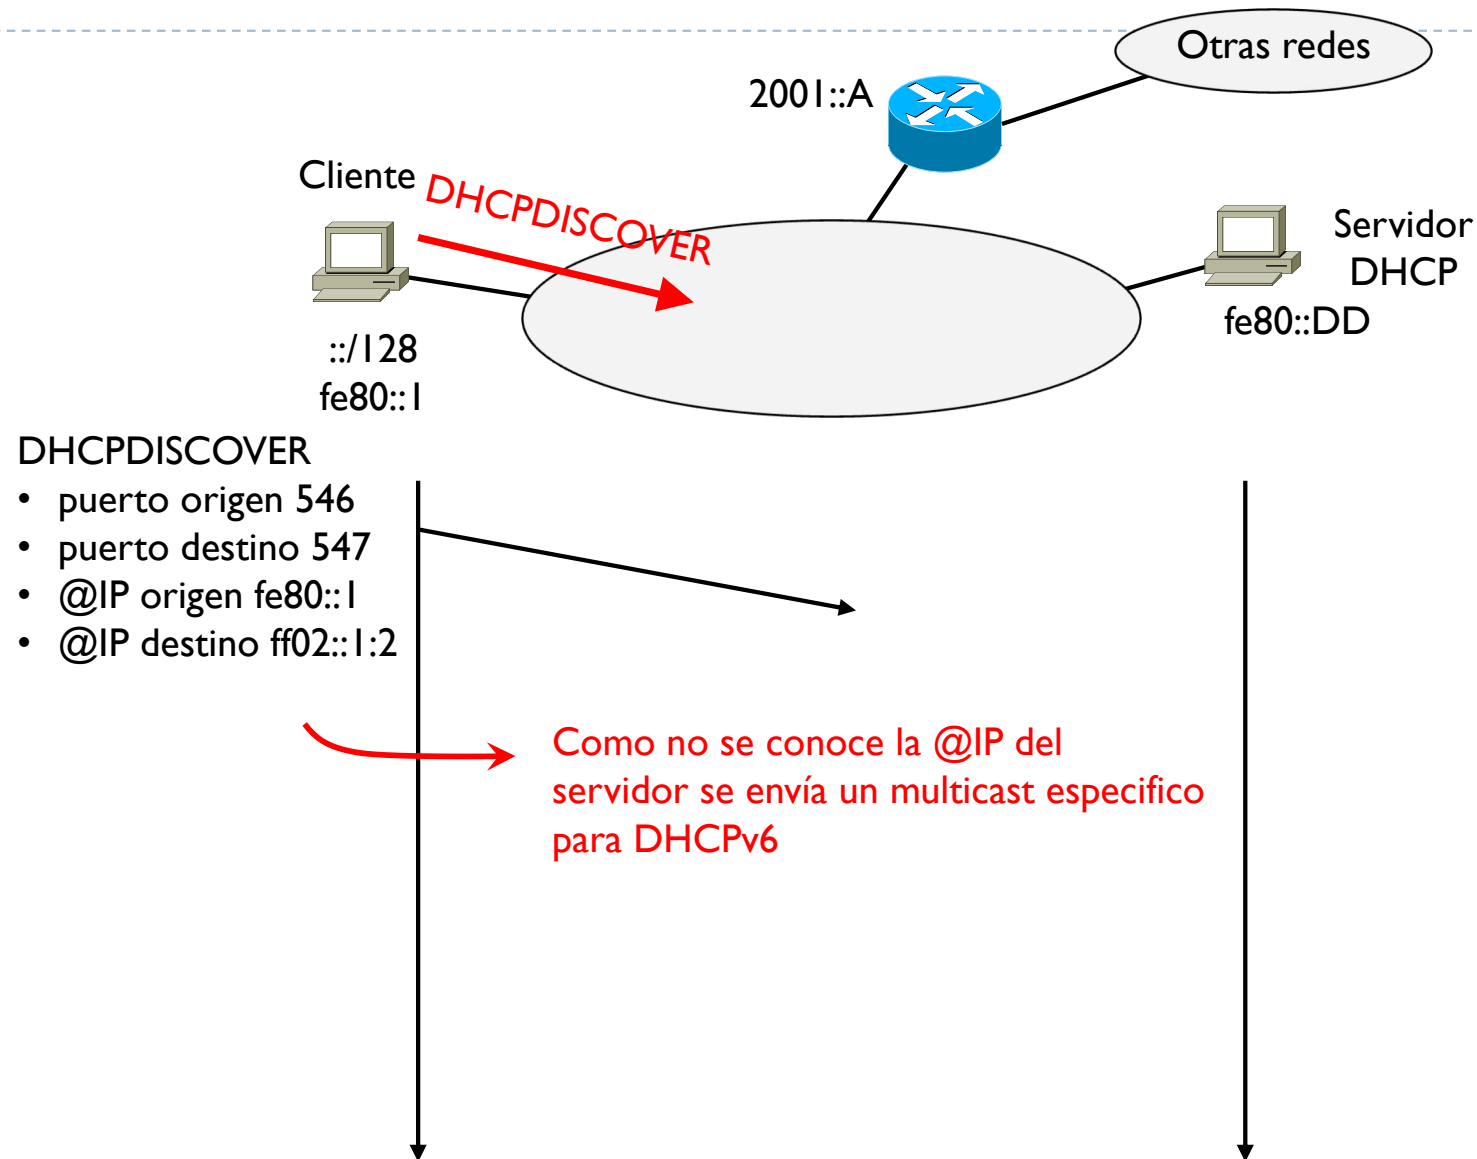 Otras redes
2001::A
Cliente
DHCPDISCOVER
Servidor
DHCP
fe80::DD
::/128
fe80::1
DHCPDISCOVER
• puerto origen 546
• puerto destino 547
• @IP origen fe80::1
• @IP destino ff02::1:2
Como no se conoce la @IP del
servidor se envía un multicast especifico
para DHCPv6